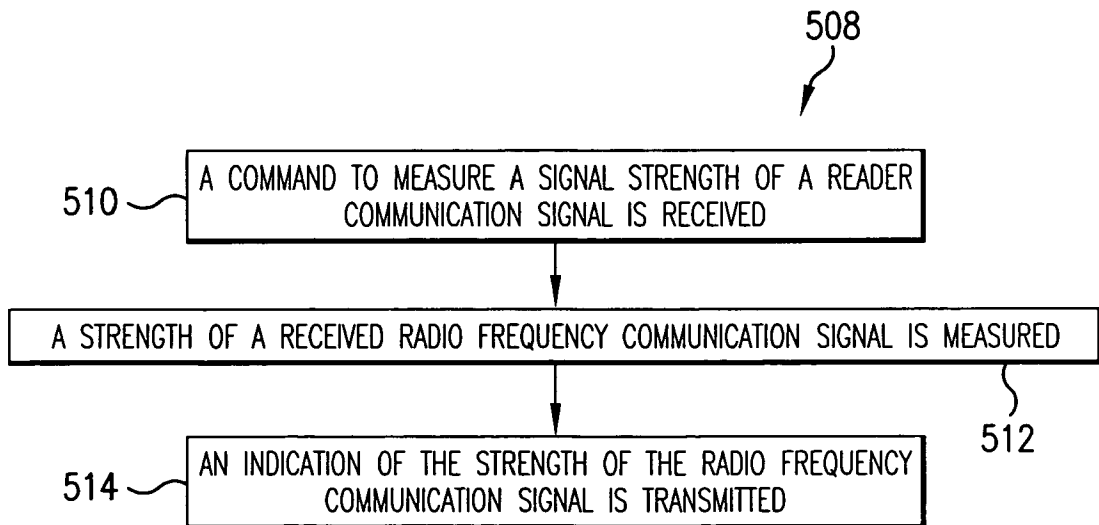 508
510
A COMMAND TO MEASURE A SIGNAL STRENGTH OF A READER
COMMUNICATION SIGNAL IS RECEIVED
A STRENGTH OF A RECEIVED RADIO FREQUENCY COMMUNICATION SIGNAL IS MEASURED
512
514
AN INDICATION OF THE STRENGTH OF THE RADIO FREQUENCY
COMMUNICATION SIGNAL IS TRANSMITTED